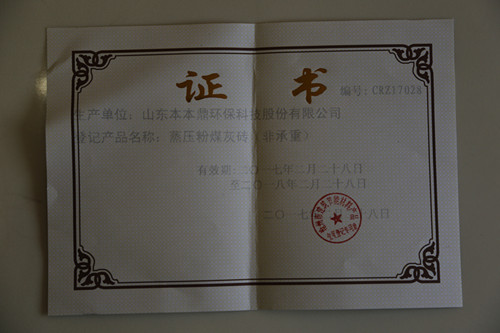 证 书
编号: CRZ17028
生产单位: 山东本本鼎环保科技股份有限公司
登记产品名称: 蒸压粉煤灰砖 (非承重)
有效期: 二〇一七年二月二十八日
至二〇一八年二月二十八日
二〇一七 十八日